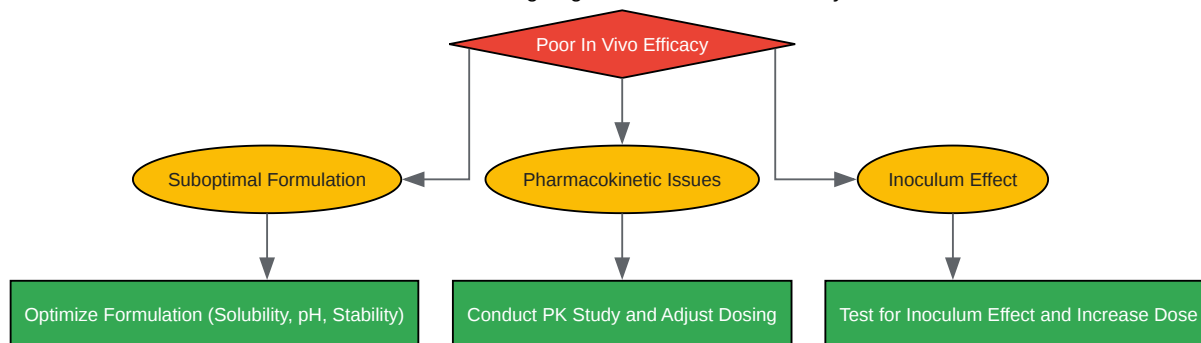 Poor In Vivo Efficacy
Suboptimal Formulation
Pharmacokinetic Issues
Inoculum Effect
Optimize Formulation (Solubility, pH, Stability)
Conduct PK Study and Adjust Dosing
Test for Inoculum Effect and Increase Dose